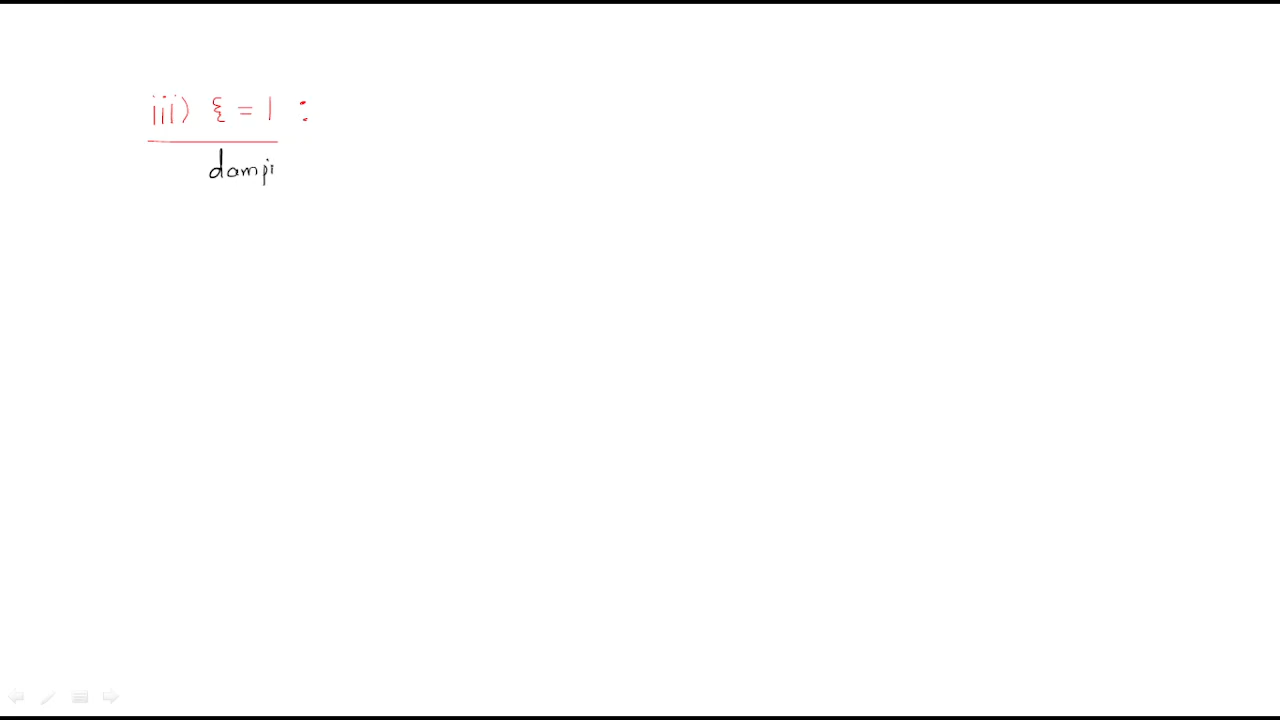 iii) ξ = 1 :
dampi